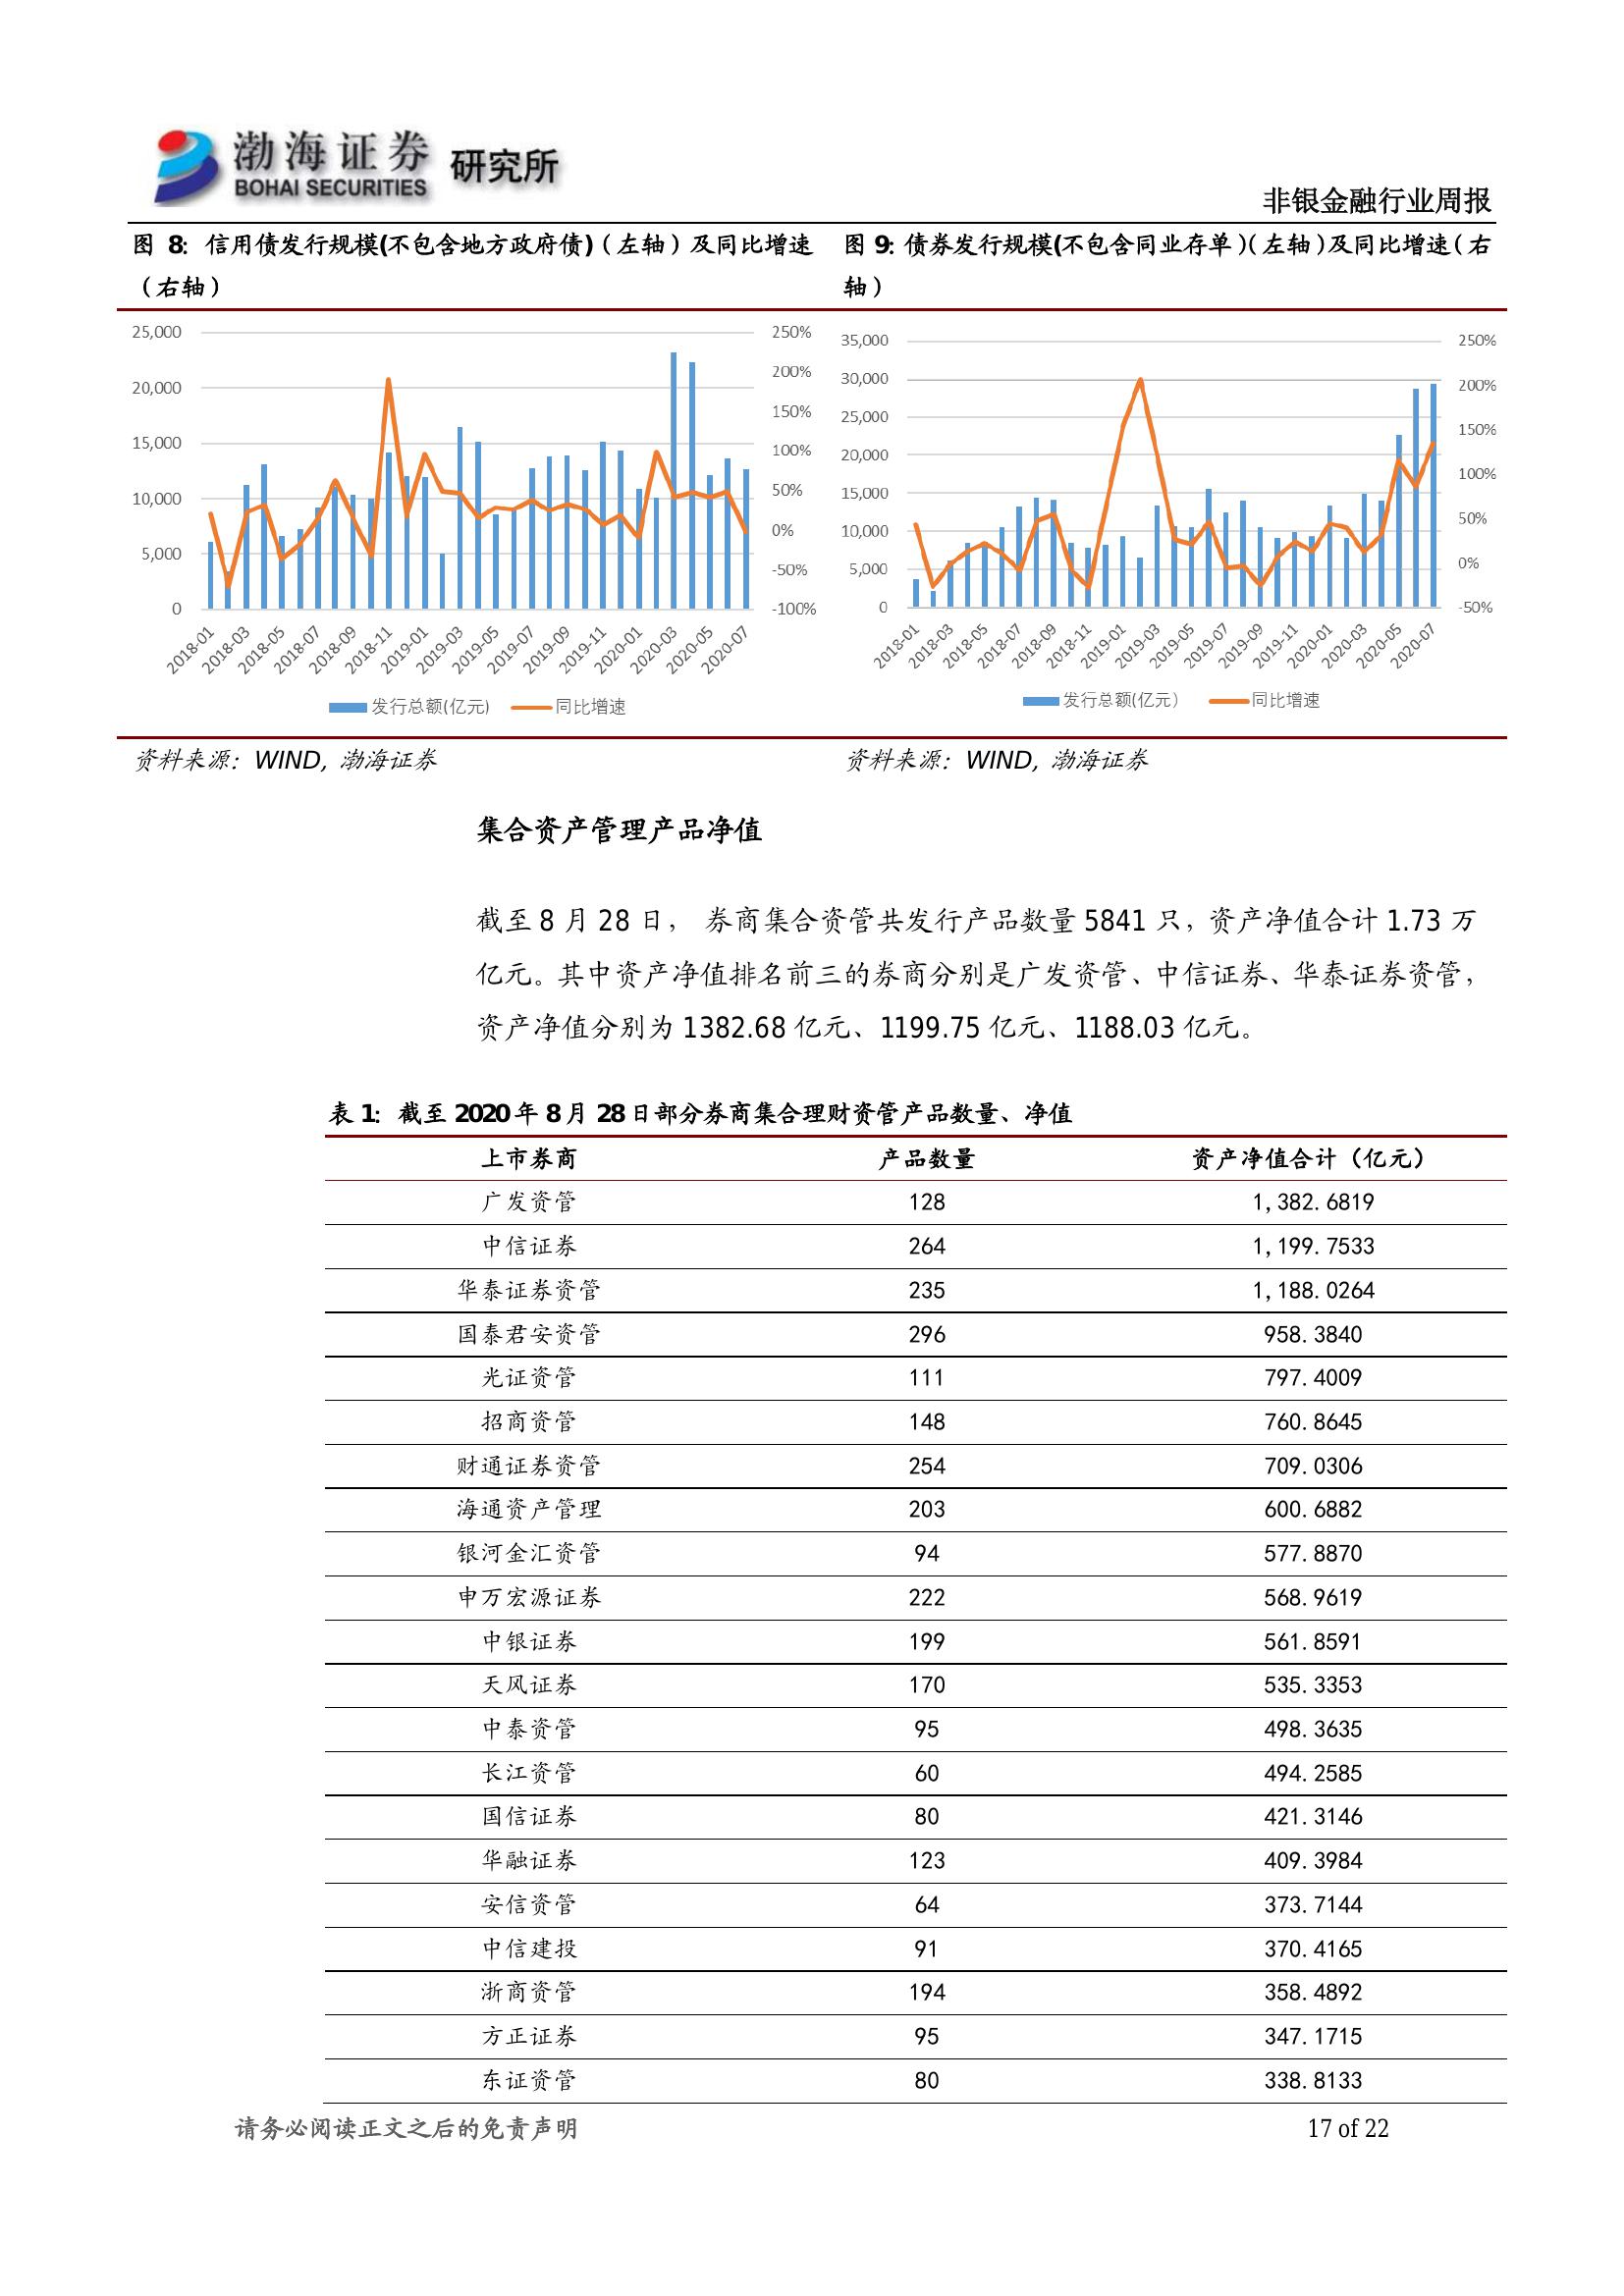 渤海证券 研究所
BOHAI SECURITIES
非银金融行业周报
图 8: 信用债发行规模(不包含地方政府债)（左轴）及同比增速
（右轴）
25,000
20,000
15,000
10,000
5,000
0
250%
200%
150%
100%
50%
0%
-50%
-100%
2018-01 2018-03 2018-05 2018-07 2018-09 2018-11 2019-01 2019-03 2019-05 2019-07 2019-09 2019-11 2020-01 2020-03 2020-05 2020-07
发行总额(亿元) 同比增速
图 9: 债券发行规模(不包含同业存单)（左轴）及同比增速（右
轴）
35,000
30,000
25,000
20,000
15,000
10,000
5,000
0
250%
200%
150%
100%
50%
0%
-50%
2018-01 2018-03 2018-05 2018-07 2018-09 2018-11 2019-01 2019-03 2019-05 2019-07 2019-09 2019-11 2020-01 2020-03 2020-05 2020-07
发行总额(亿元） 同比增速
资料来源：WIND, 渤海证券
资料来源：WIND, 渤海证券
集合资产管理产品净值
截至 8 月 28 日， 券商集合资管共发行产品数量 5841 只，资产净值合计 1.73 万
亿元。其中资产净值排名前三的券商分别是广发资管、中信证券、华泰证券资管，
资产净值分别为 1382.68 亿元、1199.75 亿元、1188.03 亿元。
表 1: 截至 2020 年 8 月 28 日部分券商集合理财资管产品数量、净值
上市券商 产品数量 资产净值合计（亿元）
广发资管 128 1,382.6819
中信证券 264 1,199.7533
华泰证券资管 235 1,188.0264
国泰君安资管 296 958.3840
光证资管 111 797.4009
招商资管 148 760.8645
财通证券资管 254 709.0306
海通资产管理 203 600.6882
银河金汇资管 94 577.8870
申万宏源证券 222 568.9619
中银证券 199 561.8591
天风证券 170 535.3353
中泰资管 95 498.3635
长江资管 60 494.2585
国信证券 80 421.3146
华融证券 123 409.3984
安信资管 64 373.7144
中信建投 91 370.4165
浙商资管 194 358.4892
方正证券 95 347.1715
东证资管 80 338.8133
请务必阅读正文之后的免责声明 17 of 22